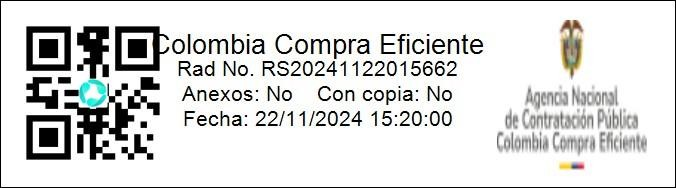 Colombia Compra Eficiente
Rad No. RS20241122015662
Anexos: No Con copia: No
Fecha: 22/11/2024 15:20:00
Agencia Nacional
de Contratación Pública
Colombia Compra Eficiente